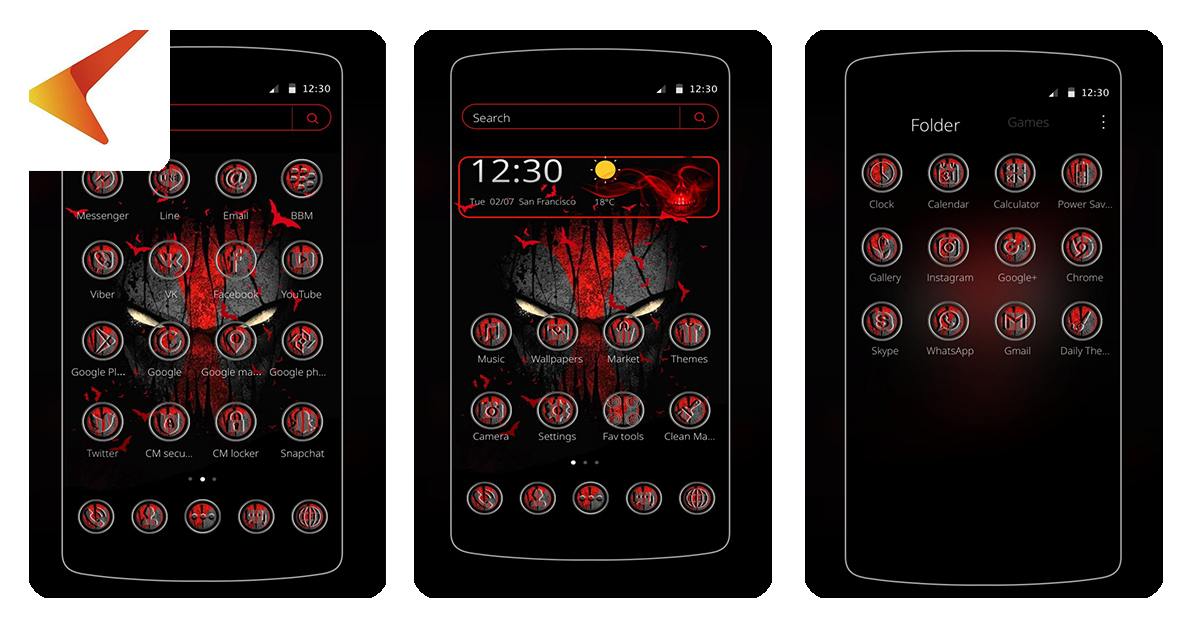 12:30
Messenger Line Email BBM
Viber VK Facebook YouTube
Google Pl... Google Google ma... Google ph...
Twitter CM secu... CM locker Snapchat
12:30
Search
12:30
Tue 02/07 San Francisco 18°C
Music Wallpapers Market Themes
Camera Settings Fav tools Clean Ma...
12:30
Folder Games
Clock Calendar Calculator Power Sav...
Gallery Instagram Google+ Chrome
Skype WhatsApp Gmail Daily The...